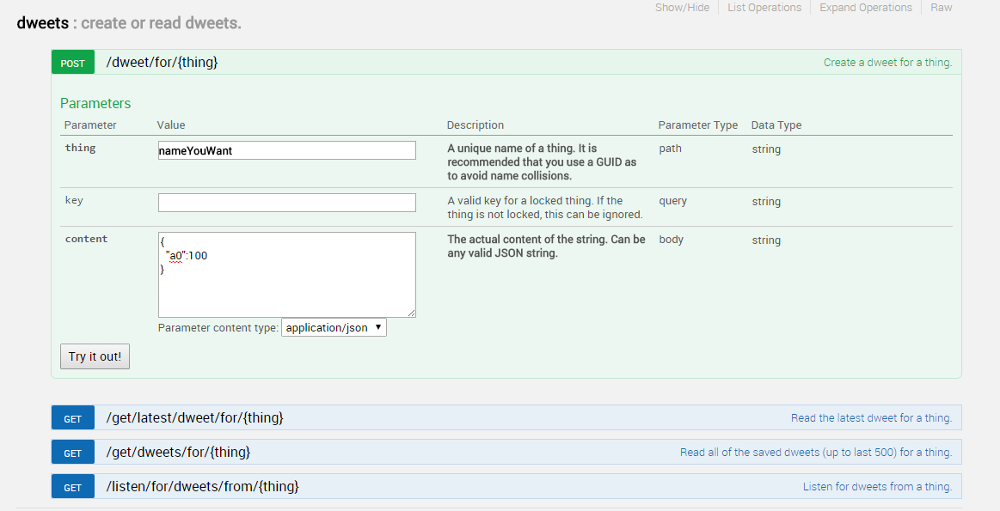 Show/Hide List Operations Expand Operations Raw
dweets : create or read dweets.
POST /dweet/for/{thing} Create a dweet for a thing.
Parameters
Parameter Value Description Parameter Type Data Type
thing nameYouWant A unique name of a thing. It is path string
recommended that you use a GUID as
to avoid name collisions.
key A valid key for a locked thing. If the query string
thing is not locked, this can be ignored.
content { The actual content of the string. Can be body string
"a0":100 any valid JSON string.
}
Parameter content type: application/json
Try it out!
GET /get/latest/dweet/for/{thing} Read the latest dweet for a thing.
GET /get/dweets/for/{thing} Read all of the saved dweets (up to last 500) for a thing.
GET /listen/for/dweets/from/{thing} Listen for dweets from a thing.